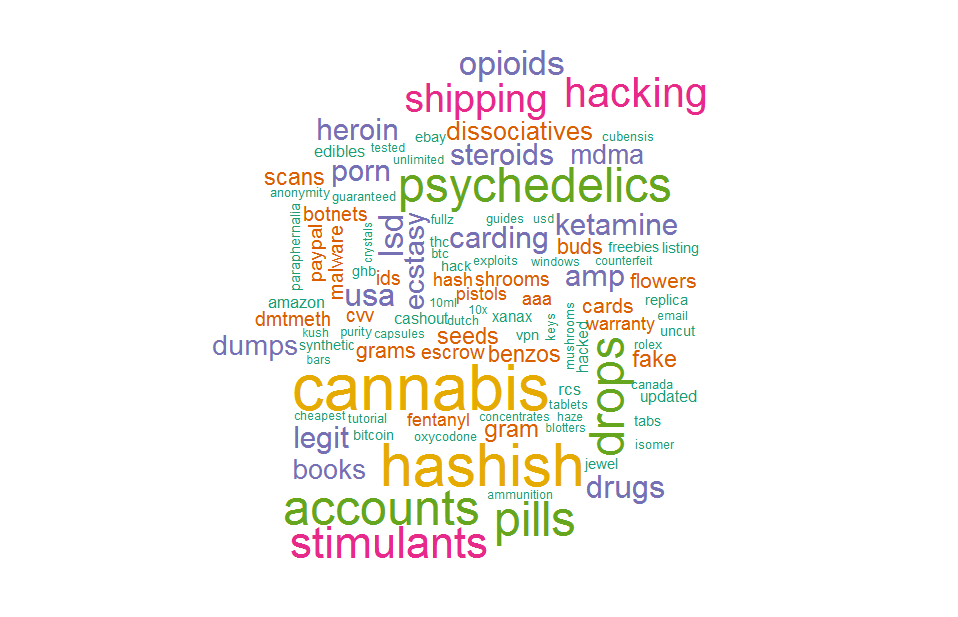 opioids
shipping
hacking
heroin
ebay
dissociatives
cubensis
edibles
tested
unlimited
steroids
mdma
scans
porn
psychedelics
anonymity
guaranteed
paraphernalia
botnets
paypal
malware
crystals
lsd
ecstasy
fullz
guides
usd
ketamine
thc
carding
buds
freebies
listing
btc
ghb
ids
hack
exploits
windows
counterfeit
hash
shrooms
amp
flowers
amazon
usa
10ml
pistols
aaa
cards
replica
dmtmeth
cvv
cashout
dutch
10x
xanax
keys
mushrooms
hacked
warranty
email
uncut
kush
purity
capsules
seeds
vpn
rolex
dumps
synthetic
bars
grams
escrow
benzos
drops
fake
cannabis
rcs
canada
updated
tablets
cheapest
tutorial
fentanyl
concentrates
haze
tabs
legit
bitcoin
oxycodone
gram
blotters
isomer
books
hashish
jewel
accounts
ammunition
drugs
pills
stimulants